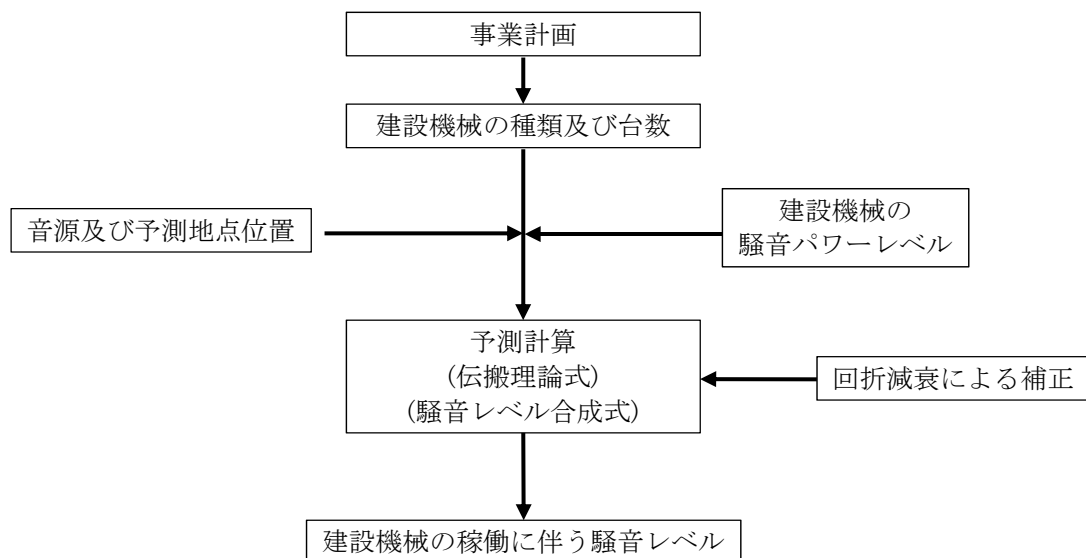 事業計画
建設機械の種類及び台数
音源及び予測地点位置
建設機械の
騒音パワーレベル
予測計算
(伝搬理論式)
(騒音レベル合成式)
回折減衰による補正
建設機械の稼働に伴う騒音レベル